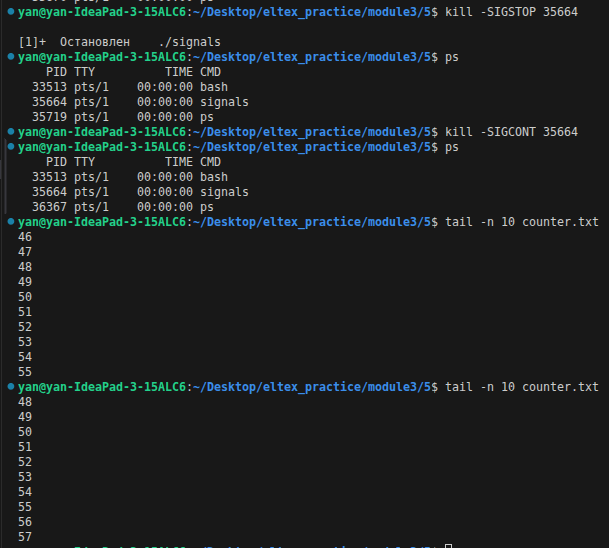 yan@yan-IdeaPad-3-15ALC6:~/Desktop/eltex_practice/module3/5$ kill -SIGSTOP 35664
[1]+  Остановлен    ./signals
yan@yan-IdeaPad-3-15ALC6:~/Desktop/eltex_practice/module3/5$ ps
PID TTY          TIME CMD
33513 pts/1    00:00:00 bash
35664 pts/1    00:00:00 signals
35719 pts/1    00:00:00 ps
yan@yan-IdeaPad-3-15ALC6:~/Desktop/eltex_practice/module3/5$ kill -SIGCONT 35664
yan@yan-IdeaPad-3-15ALC6:~/Desktop/eltex_practice/module3/5$ ps
PID TTY          TIME CMD
33513 pts/1    00:00:00 bash
35664 pts/1    00:00:00 signals
36367 pts/1    00:00:00 ps
yan@yan-IdeaPad-3-15ALC6:~/Desktop/eltex_practice/module3/5$ tail -n 10 counter.txt
46
47
48
49
50
51
52
53
54
55
yan@yan-IdeaPad-3-15ALC6:~/Desktop/eltex_practice/module3/5$ tail -n 10 counter.txt
48
49
50
51
52
53
54
55
56
57